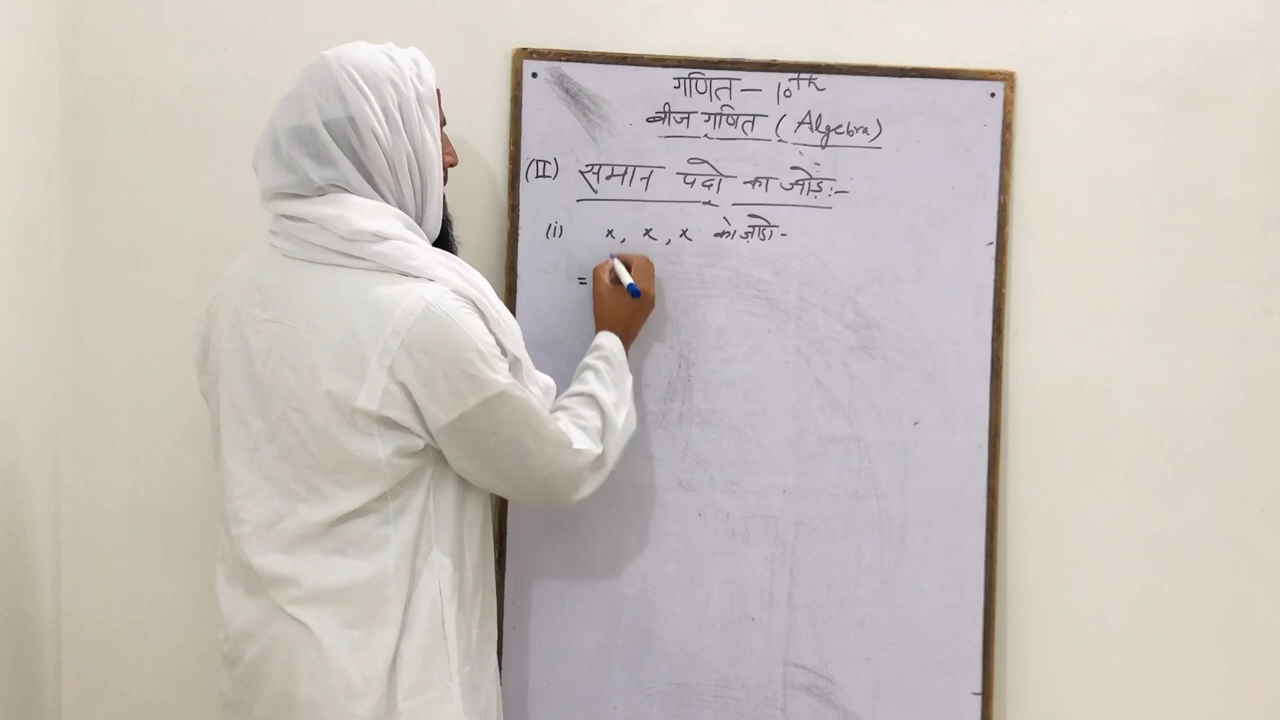 गणित - 10th
बीज गणित (Algebra)
(II) समान पदो का जोड़:-
(i) x, x, x को जोड़ो -
=